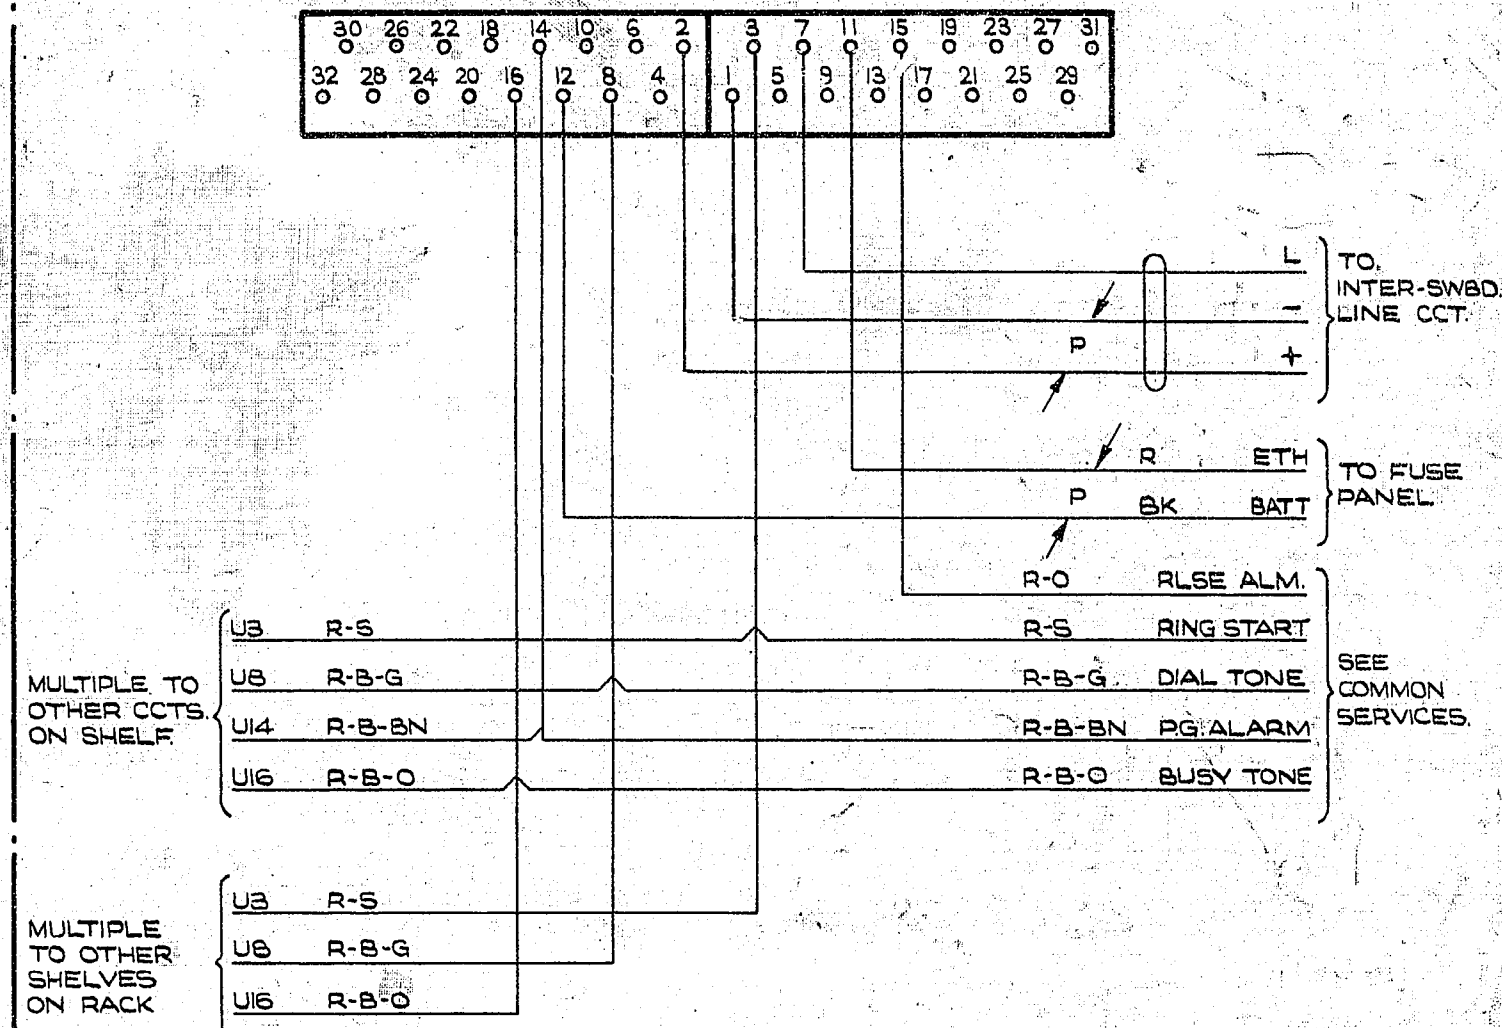 30 26 22 18 14 10 6 2 3 7 11 15 19 23 27 31
32 28 24 20 16 12 8 4 1 5 9 13 17 21 25 29
L
-
P
+
TO.
INTER-SWBD.
LINE CCT.
R ETH
P BK BATT
TO FUSE
PANEL.
R-O RLSE ALM.
U3 R-S R-S RING START
U8 R-B-G R-B-G. DIAL TONE
U14 R-B-BN R-B-BN P.G. ALARM
U16 R-B-O R-B-O BUSY TONE
MULTIPLE TO
OTHER CCTS.
ON SHELF.
SEE
COMMON
SERVICES.
U3 R-S
U8 R-B-G
U16 R-B-O
MULTIPLE
TO OTHER
SHELVES
ON RACK